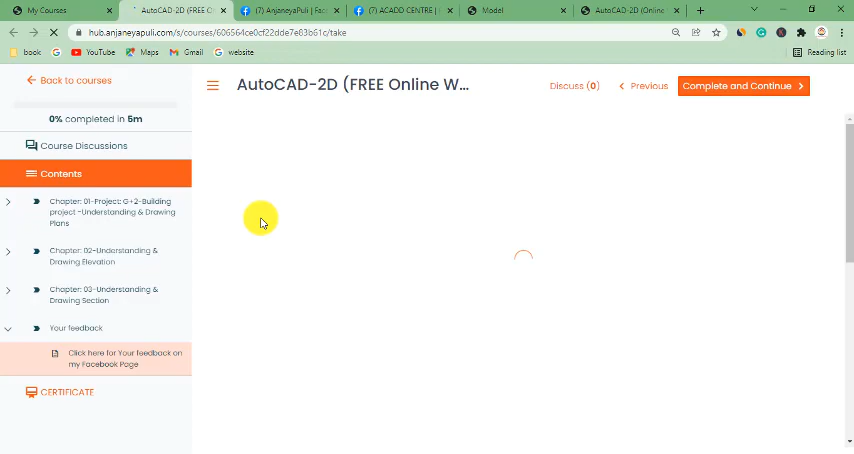 My Courses
AutoCAD-2D (FREE O
(7) AnjaneyaPuli | Fac
(7) ACADD CENTRE |
Model
AutoCAD-2D (Online
hub.anjaneyapuli.com/s/courses/606564ce0cf22dde7e83b61c/take
book
YouTube
Maps
Gmail
website
Reading list
Back to courses
AutoCAD-2D (FREE Online W...
Discuss (0)
Previous
Complete and Continue
0% completed in 5m
Course Discussions
Contents
Chapter: 01-Project: G+2-Building
project -Understanding & Drawing
Plans
Chapter: 02-Understanding &
Drawing Elevation
Chapter: 03-Understanding &
Drawing Section
Your feedback
Click here for Your feedback on
my Facebook Page
CERTIFICATE